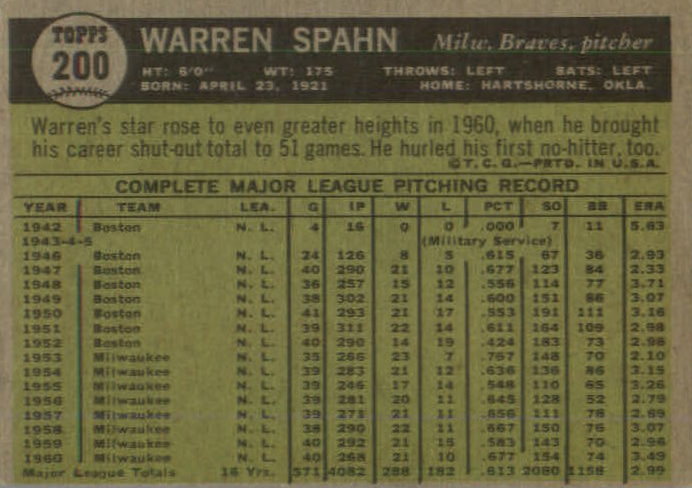 TOPPS
200
WARREN SPAHN Milw. Braves, pitcher
HT: 6'0" WT: 175 THROWS: LEFT BATS: LEFT
BORN: APRIL 23, 1921 HOME: HARTSHORNE, OKLA.
Warren's star rose to even greater heights in 1960, when he brought
his career shut-out total to 51 games. He hurled his first no-hitter, too.
© T. C. G.—PRTD. IN U.S.A.
COMPLETE MAJOR LEAGUE PITCHING RECORD
YEAR TEAM LEA. G IP W L PCT SO BB ERA
1942 Boston N. L. 4 16 0 0 .000 7 11 5.63
1943-4-5 (Military Service)
1946 Boston N. L. 24 126 8 5 .615 67 36 2.93
1947 Boston N. L. 40 290 21 10 .677 123 84 2.33
1948 Boston N. L. 36 257 15 12 .556 114 77 3.71
1949 Boston N. L. 38 302 21 14 .600 151 86 3.07
1950 Boston N. L. 41 293 21 17 .553 191 111 3.16
1951 Boston N. L. 39 311 22 14 .611 164 109 2.98
1952 Boston N. L. 40 290 14 19 .424 183 73 2.98
1953 Milwaukee N. L. 35 266 23 7 .767 148 70 2.10
1954 Milwaukee N. L. 39 283 21 12 .636 136 86 3.15
1955 Milwaukee N. L. 39 246 17 14 .548 110 65 3.26
1956 Milwaukee N. L. 39 281 20 11 .645 128 52 2.79
1957 Milwaukee N. L. 39 271 21 11 .656 111 78 2.69
1958 Milwaukee N. L. 38 290 22 11 .667 150 76 3.07
1959 Milwaukee N. L. 40 292 21 15 .583 143 70 2.96
1960 Milwaukee N. L. 40 268 21 10 .677 154 74 3.49
Major League Totals 16 Yrs. 571 4082 288 182 .613 2080 1158 2.99